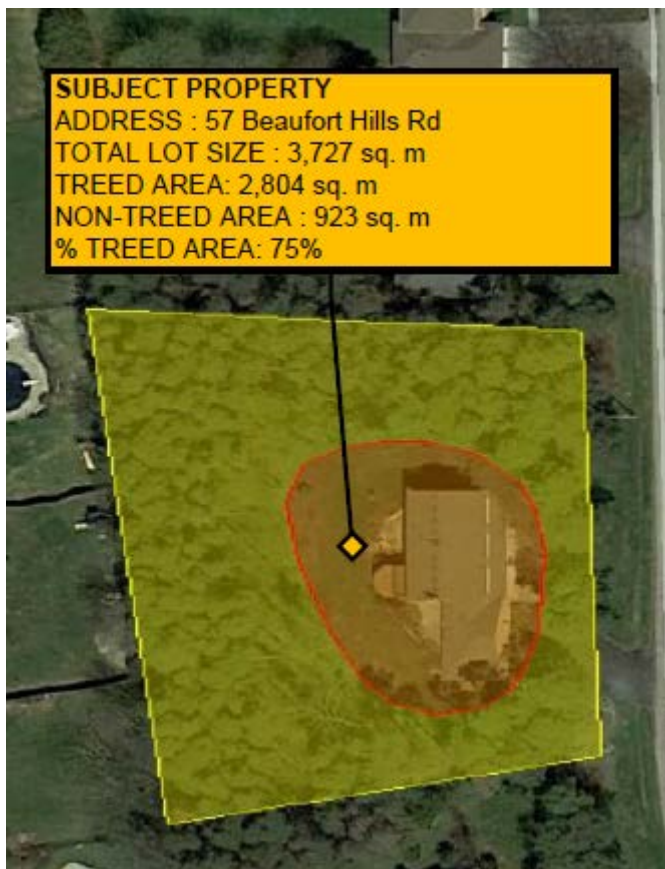 SUBJECT PROPERTY
ADDRESS : 57 Beaufort Hills Rd
TOTAL LOT SIZE : 3,727 sq. m
TREED AREA: 2,804 sq. m
NON-TREED AREA : 923 sq. m
% TREED AREA: 75%